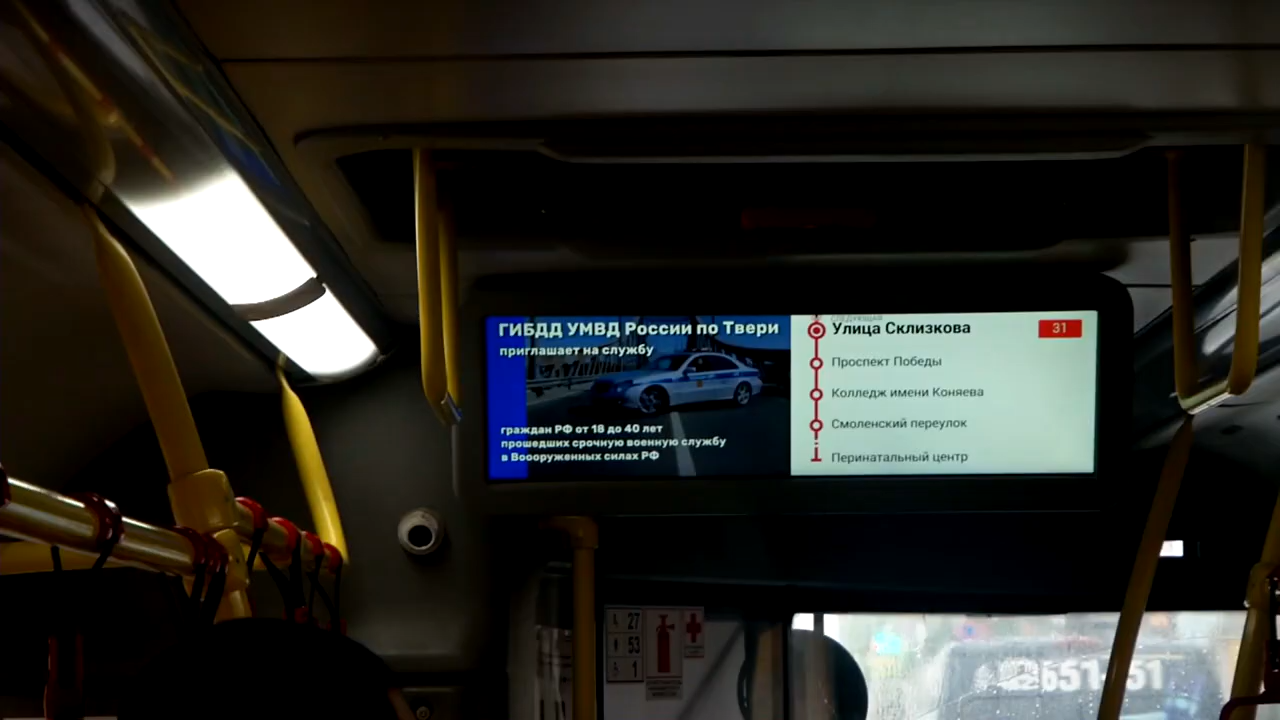 ГИБДД УМВД России по Твери
приглашает на службу
граждан РФ от 18 до 40 лет
прошедших срочную военную службу
в Воооруженных силах РФ
СЛЕДУЮЩАЯ
Улица Склизкова
31
Проспект Победы
Колледж имени Коняева
Смоленский переулок
Перинатальный центр
27
53
1
651-51